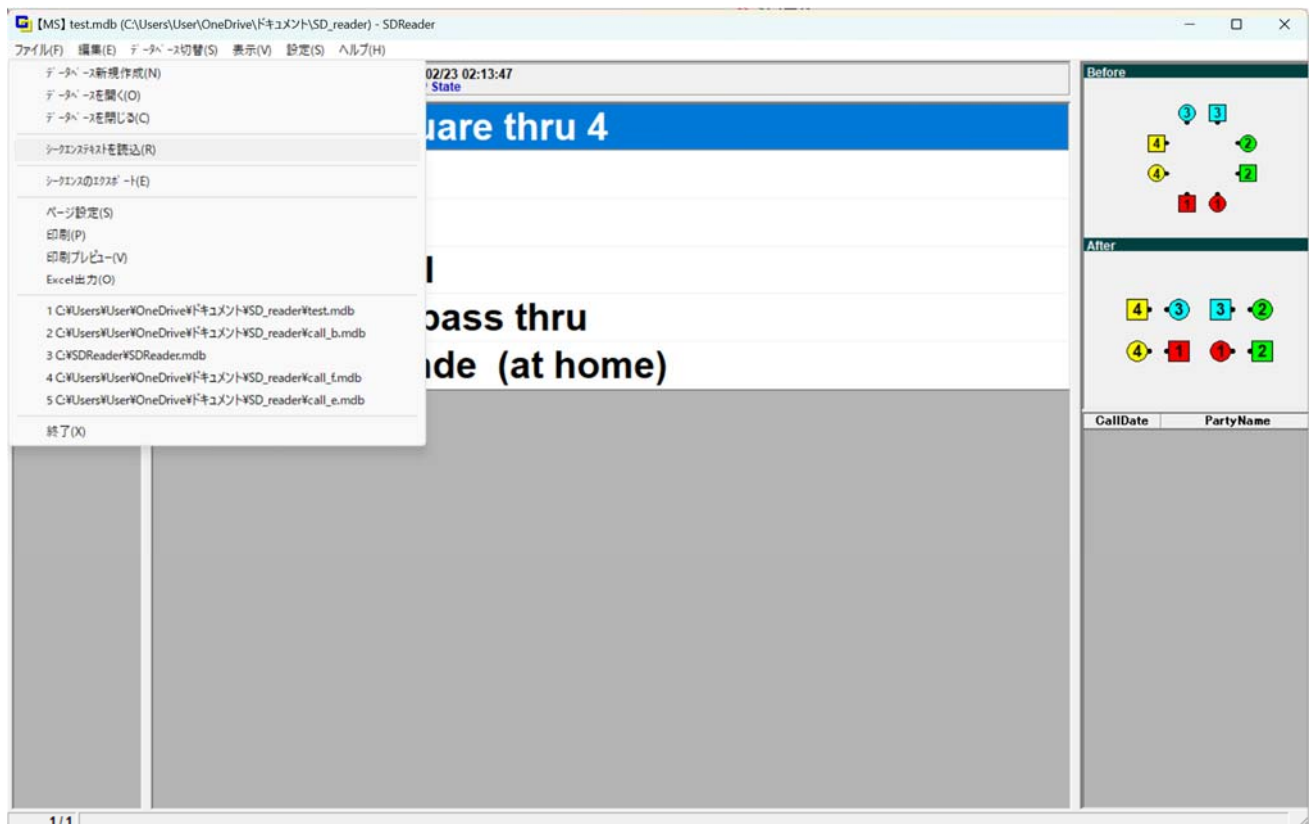 【MS】 test.mdb (C:\Users\User\OneDrive\ドキュメント\SD_reader) - SDReader
ファイル(F) 編集(E) データベース切替(S) 表示(V) 設定(S) ヘルプ(H)
データベース新規作成(N)
データベースを開く(O)
データベースを閉じる(C)
シークエンステキストを読込(R)
シークエンスのエクスポート(E)
ページ設定(S)
印刷(P)
印刷プレビュー(V)
Excel出力(O)
1 C:¥Users¥User¥OneDrive¥ドキュメント¥SD_reader¥test.mdb
2 C:¥Users¥User¥OneDrive¥ドキュメント¥SD_reader¥call_b.mdb
3 C:¥SDReader¥SDReader.mdb
4 C:¥Users¥User¥OneDrive¥ドキュメント¥SD_reader¥call_f.mdb
5 C:¥Users¥User¥OneDrive¥ドキュメント¥SD_reader¥call_e.mdb
終了(X)
02/23 02:13:47
State
uare thru 4
l
pass thru
ade (at home)
Before
3 3
4 2
4 2
1 1
After
4 3 3 2
4 1 1 2
CallDate PartyName
1/1